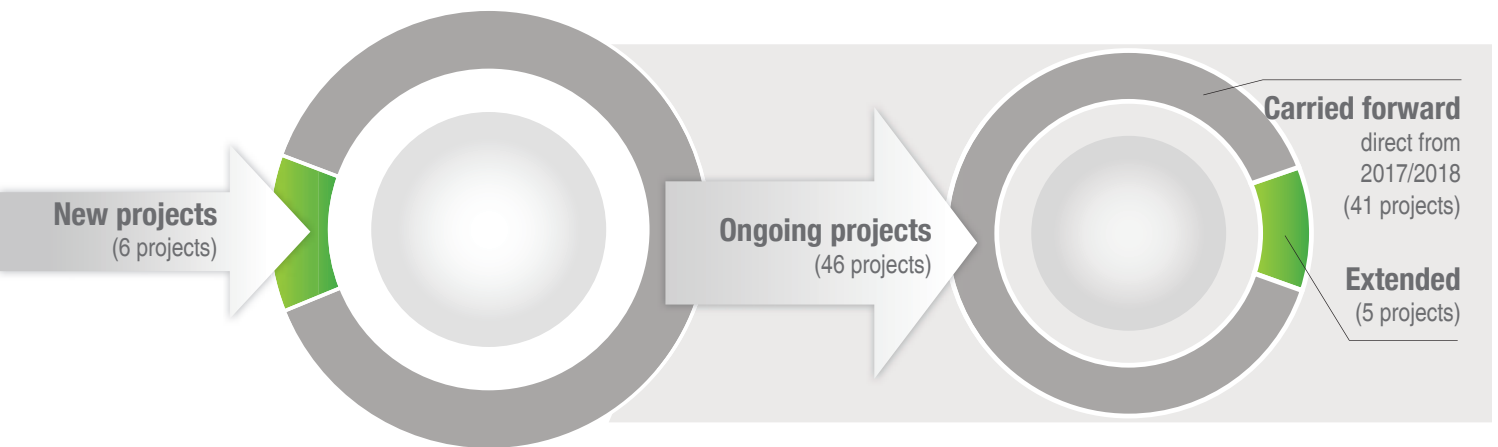 New projects
(6 projects)
Ongoing projects
(46 projects)
Carried forward
direct from
2017/2018
(41 projects)
Extended
(5 projects)